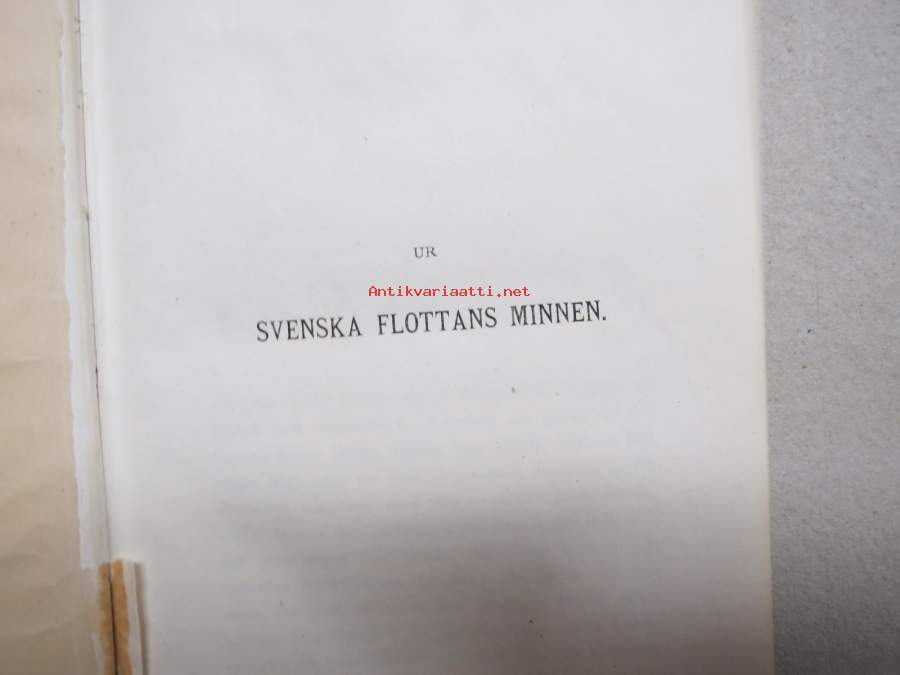 UR
Antikvariaatti.net
SVENSKA FLOTTANS MINNEN.